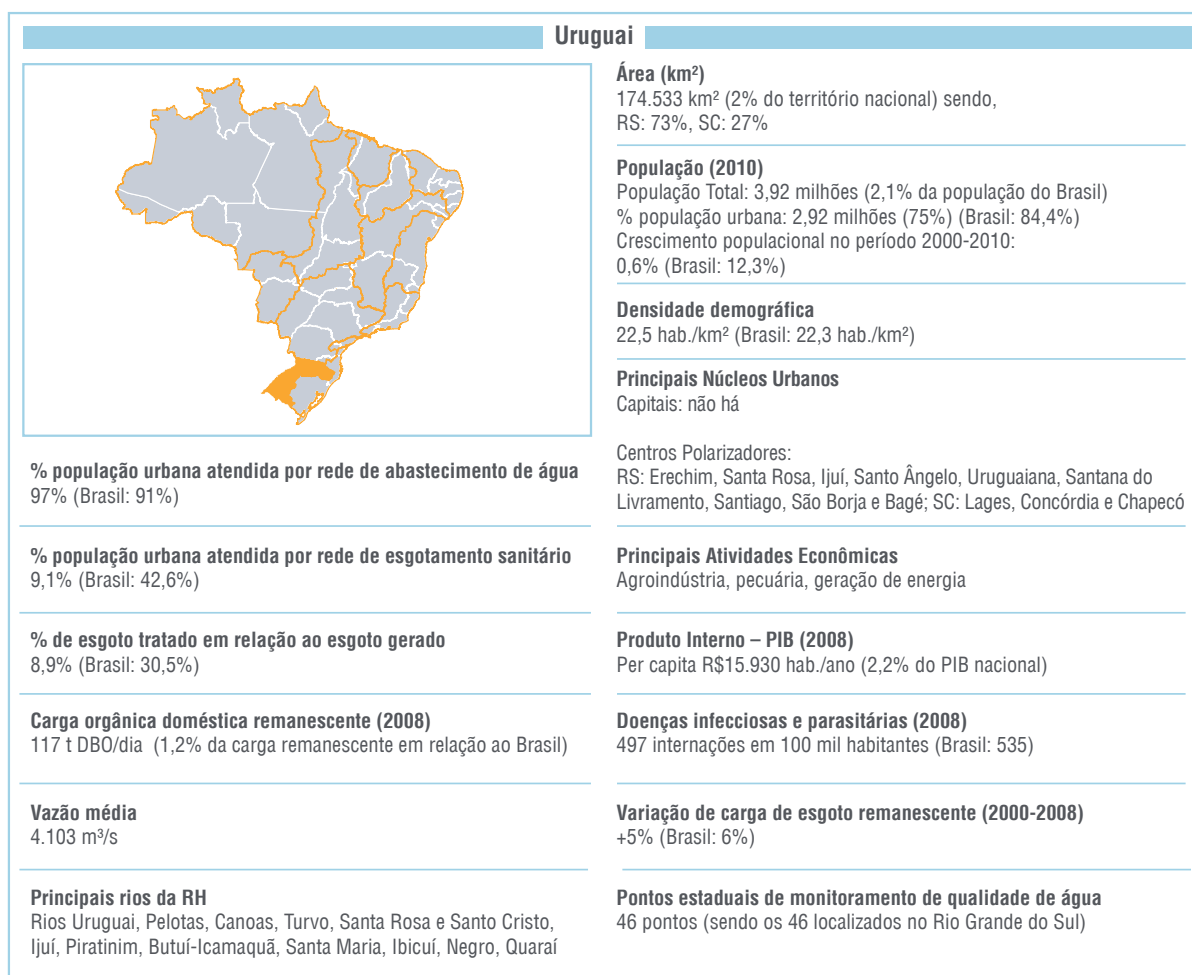 Uruguai
Área (km²)
174.533 km² (2% do território nacional) sendo,
RS: 73%, SC: 27%
População (2010)
População Total: 3,92 milhões (2,1% da população do Brasil)
% população urbana: 2,92 milhões (75%) (Brasil: 84,4%)
Crescimento populacional no período 2000-2010:
0,6% (Brasil: 12,3%)
Densidade demográfica
22,5 hab./km² (Brasil: 22,3 hab./km²)
Principais Núcleos Urbanos
Capitais: não há
Centros Polarizadores:
RS: Erechim, Santa Rosa, Ijuí, Santo Ângelo, Uruguaiana, Santana do
Livramento, Santiago, São Borja e Bagé; SC: Lages, Concórdia e Chapecó
% população urbana atendida por rede de abastecimento de água
97% (Brasil: 91%)
% população urbana atendida por rede de esgotamento sanitário
9,1% (Brasil: 42,6%)
Principais Atividades Econômicas
Agroindústria, pecuária, geração de energia
% de esgoto tratado em relação ao esgoto gerado
8,9% (Brasil: 30,5%)
Produto Interno – PIB (2008)
Per capita R$15.930 hab./ano (2,2% do PIB nacional)
Carga orgânica doméstica remanescente (2008)
117 t DBO/dia (1,2% da carga remanescente em relação ao Brasil)
Doenças infecciosas e parasitárias (2008)
497 internações em 100 mil habitantes (Brasil: 535)
Vazão média
4.103 m³/s
Variação de carga de esgoto remanescente (2000-2008)
+5% (Brasil: 6%)
Principais rios da RH
Rios Uruguai, Pelotas, Canoas, Turvo, Santa Rosa e Santo Cristo,
Ijuí, Piratinim, Butuí-Icamaquã, Santa Maria, Ibicuí, Negro, Quaraí
Pontos estaduais de monitoramento de qualidade de água
46 pontos (sendo os 46 localizados no Rio Grande do Sul)